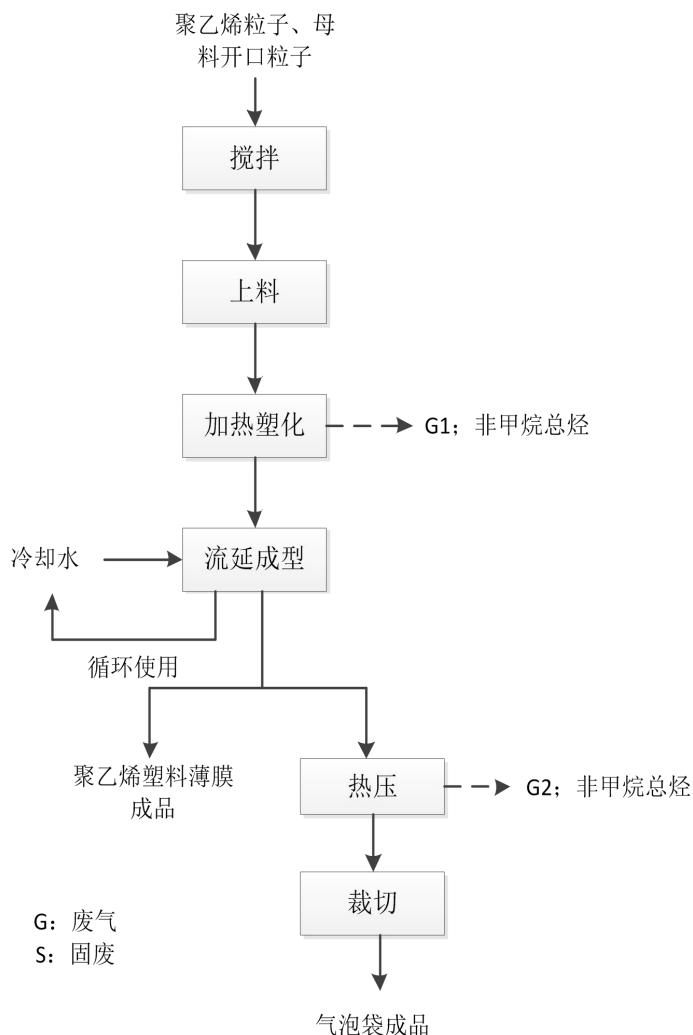 聚乙烯粒子、母
料开口粒子
搅拌
上料
加热塑化
G1；非甲烷总烃
冷却水
流延成型
循环使用
聚乙烯塑料薄膜
成品
热压
G2；非甲烷总烃
裁切
G：废气
S：固废
气泡袋成品